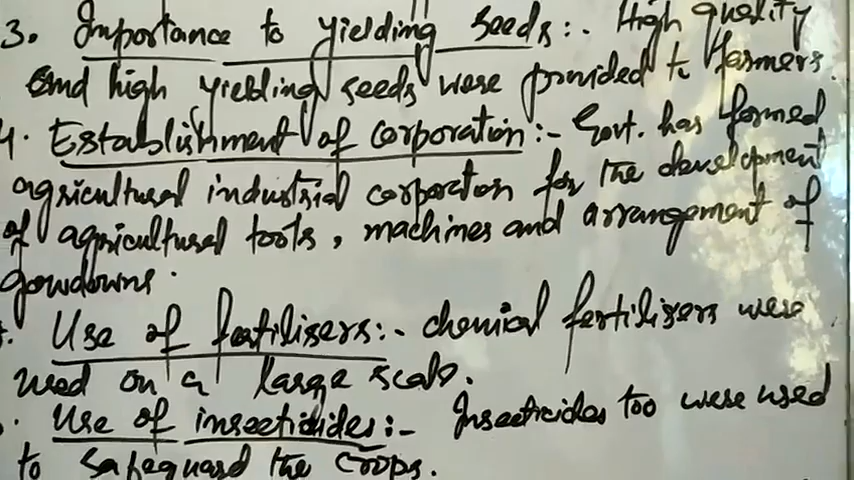 3. Importance to yielding seeds:- High quality
and high yielding seeds were provided to farmers.
4. Establishment of corporation:- Govt. has formed
agricultural industrial corporation for the development
of agricultural tools, machines and arrangement of
gowdowns.
Use of fertilisers:- chemical fertilizers were
used on a large scale.
Use of insecticides:- Insecticides too were used
to safeguard the crops.